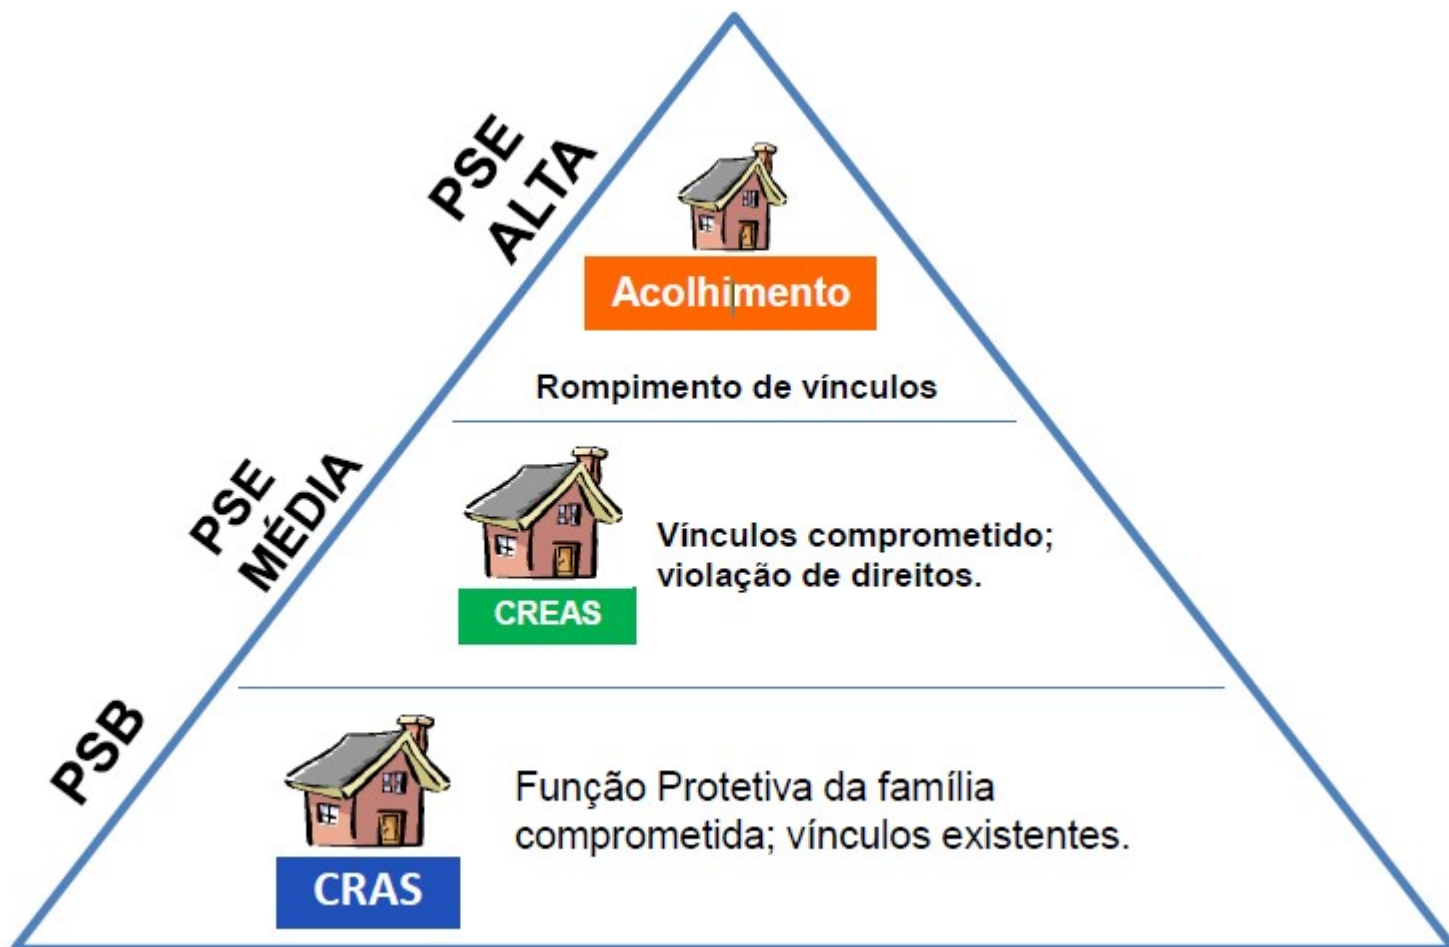 PSE
ALTA
Acolhimento
Rompimento de vínculos
PSE
MÉDIA
Vínculos comprometido;
violação de direitos.
CREAS
PSB
Função Protetiva da família
comprometida; vínculos existentes.
CRAS